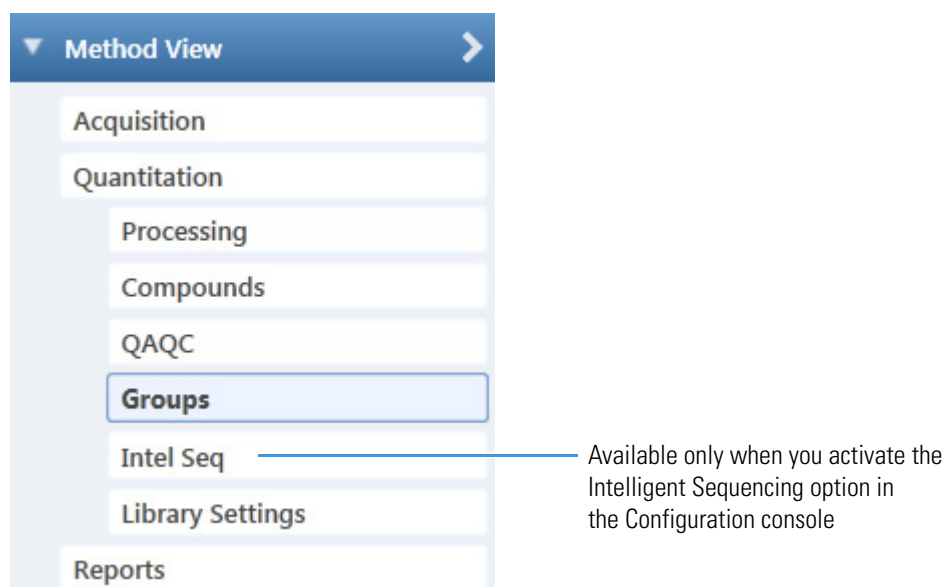 Method View
Acquisition
Quantitation
Processing
Compounds
QAQC
Groups
Intel Seq
Available only when you activate the
Intelligent Sequencing option in
the Configuration console
Library Settings
Reports